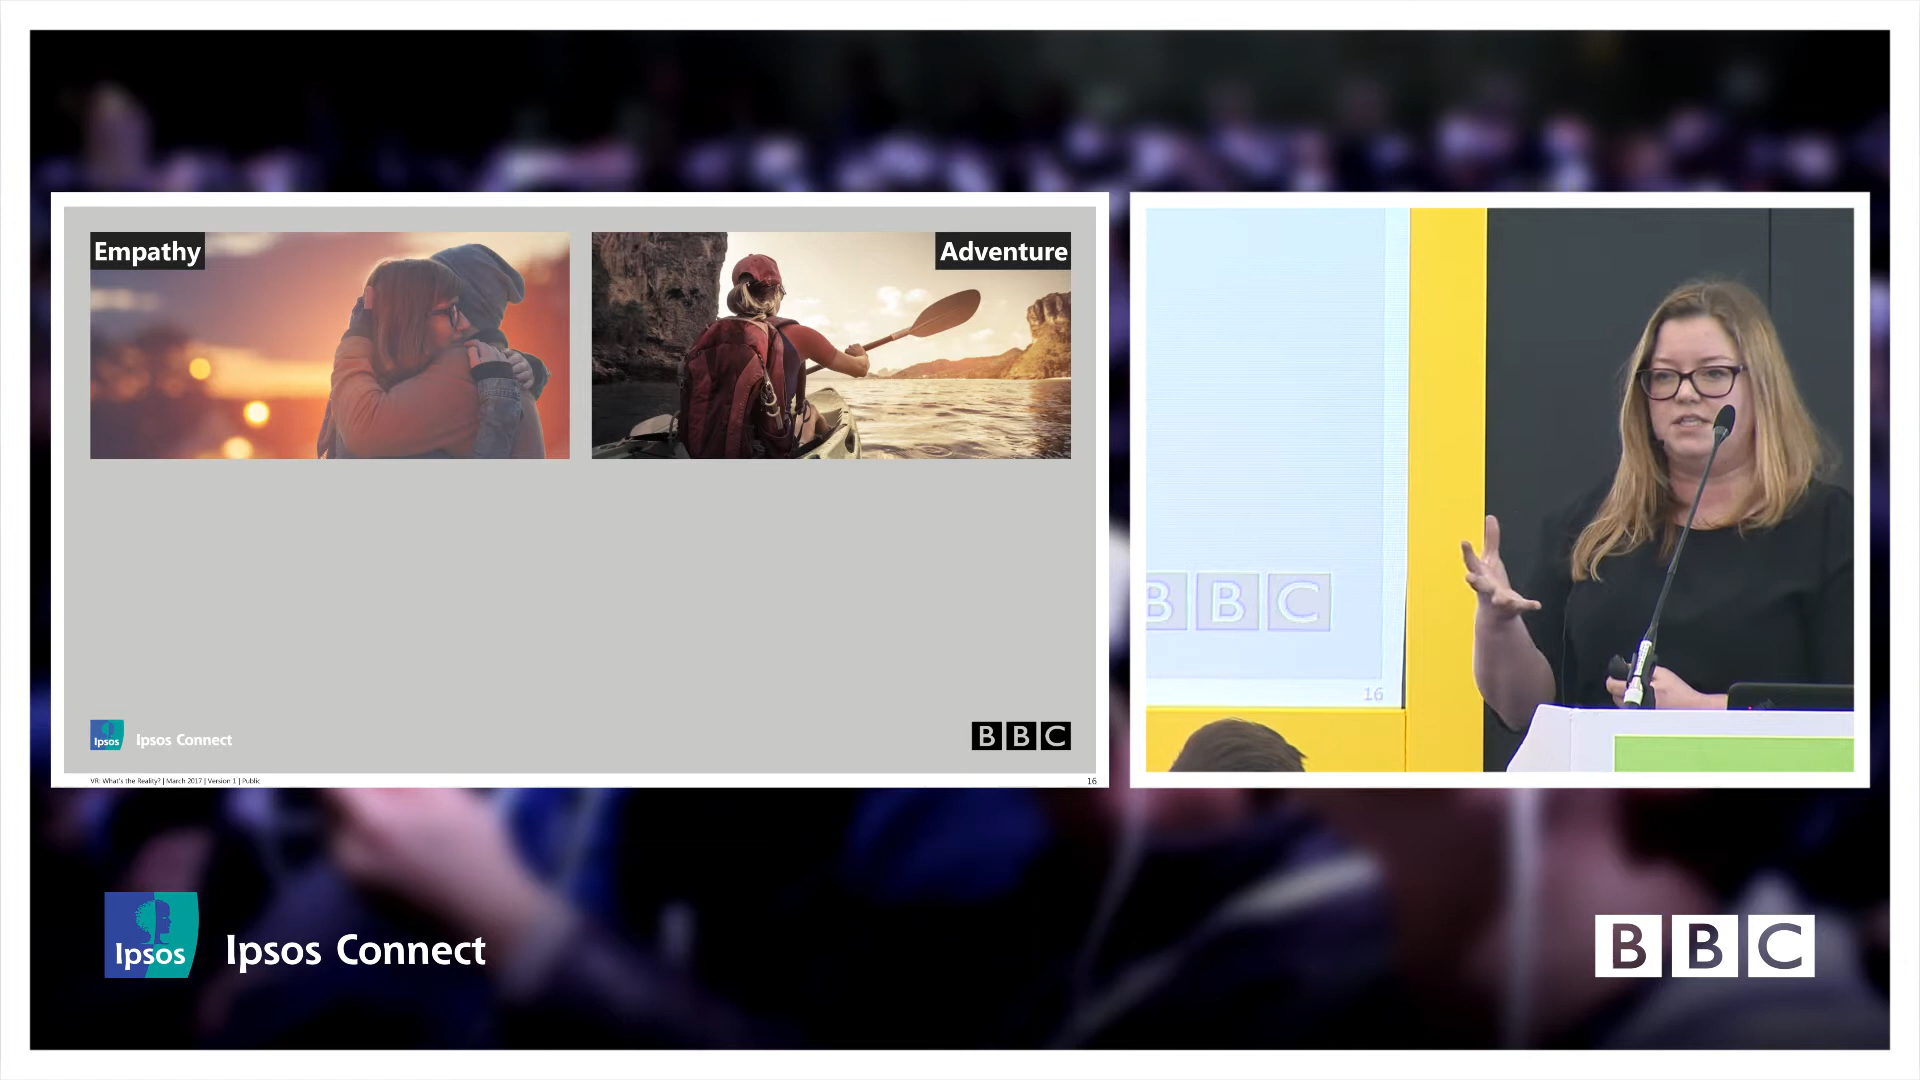 Empathy
Adventure
Ipsos
Ipsos Connect
BBC
VR: What's the Reality? | March 2017 | Version 1 | Public
16
BBC
16
Ipsos
Ipsos Connect
BBC